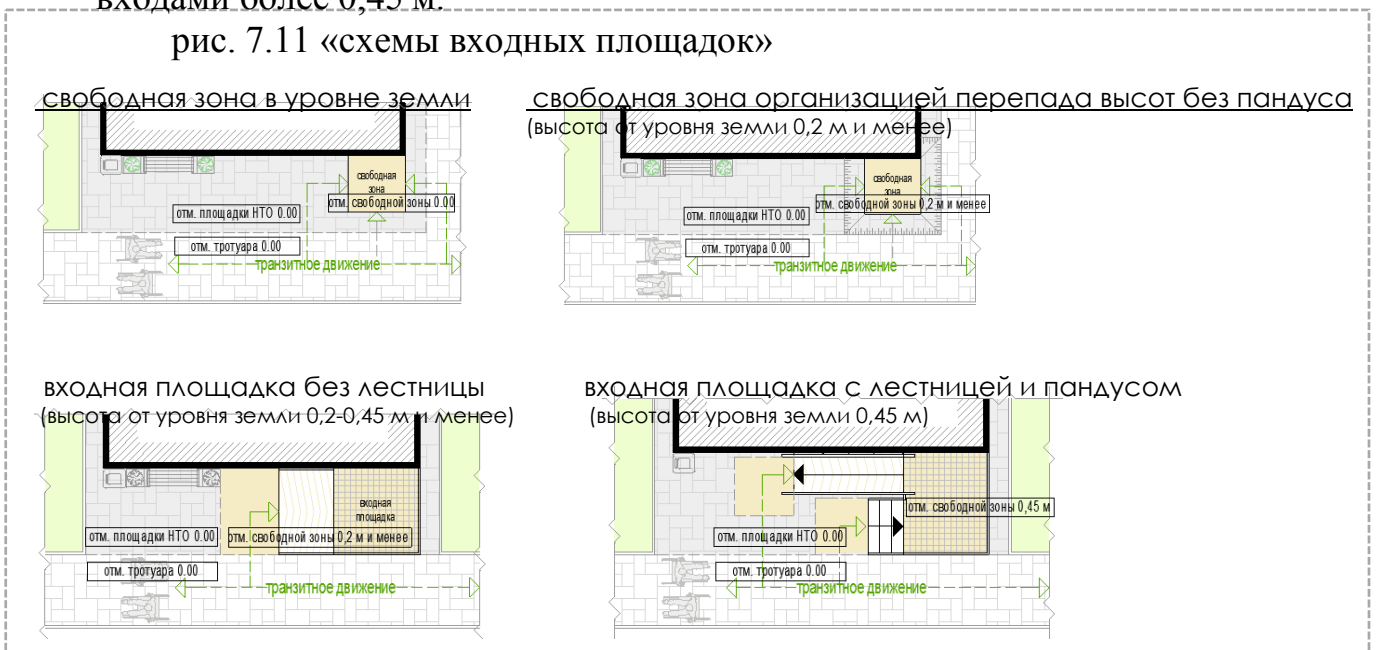 входами более 0,45 м.
рис. 7.11 «схемы входных площадок»
свободная зона в уровне земли
свободная зона организацией перепада высот без пандуса
(высота от уровня земли 0,2 м и менее)
свободная
зона
отм. свободной зоны 0.00
отм. площадки НТО 0.00
отм. тротуара 0.00
транзитное движение
свободная
зона
отм. свободной зоны 0,2 м и менее
отм. площадки НТО 0.00
отм. тротуара 0.00
транзитное движение
входная площадка без лестницы
(высота от уровня земли 0,2-0,45 м и менее)
входная площадка с лестницей и пандусом
(высота от уровня земли 0,45 м)
входная
площадка
отм. площадки НТО 0.00
отм. свободной зоны 0,2 м и менее
отм. тротуара 0.00
транзитное движение
отм. свободной зоны 0,45 м
отм. площадки НТО 0.00
отм. тротуара 0.00
транзитное движение